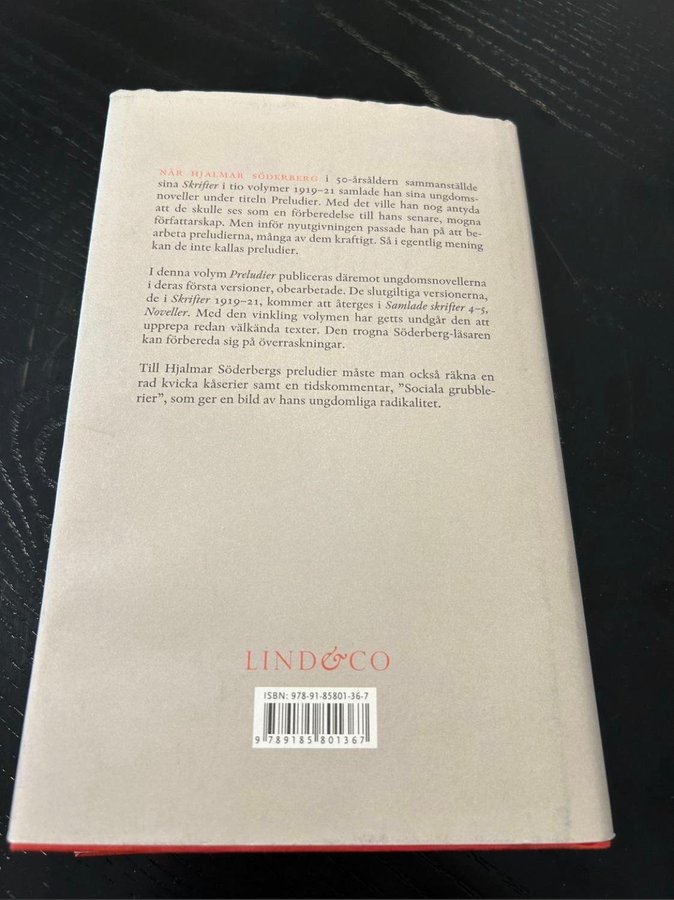 NÄR HJALMAR SÖDERBERG i 50-årsåldern sammanställde
sina Skrifter i tio volymer 1919–21 samlade han sina ungdoms-
noveller under titeln Preludier. Med det ville han nog antyda
att de skulle ses som en förberedelse till hans senare, mogna
författarskap. Men inför nyutgivningen passade han på att be-
arbeta preludierna, många av dem kraftigt. Så i egentlig mening
kan de inte kallas preludier.
I denna volym Preludier publiceras däremot ungdomsnovellerna
i deras första versioner, obearbetade. De slutgiltiga versionerna,
de i Skrifter 1919–21, kommer att återges i Samlade skrifter 4–5,
Noveller. Med den vinkling volymen har getts undgår den att
upprepa redan välkända texter. Den trogna Söderberg-läsaren
kan förbereda sig på överraskningar.
Till Hjalmar Söderbergs preludier måste man också räkna en
rad kvicka kåserier samt en tidskommentar, ”Sociala grubble-
rier”, som ger en bild av hans ungdomliga radikalitet.
LIND&CO
ISBN: 978-91-85801-36-7
9 789185 801367